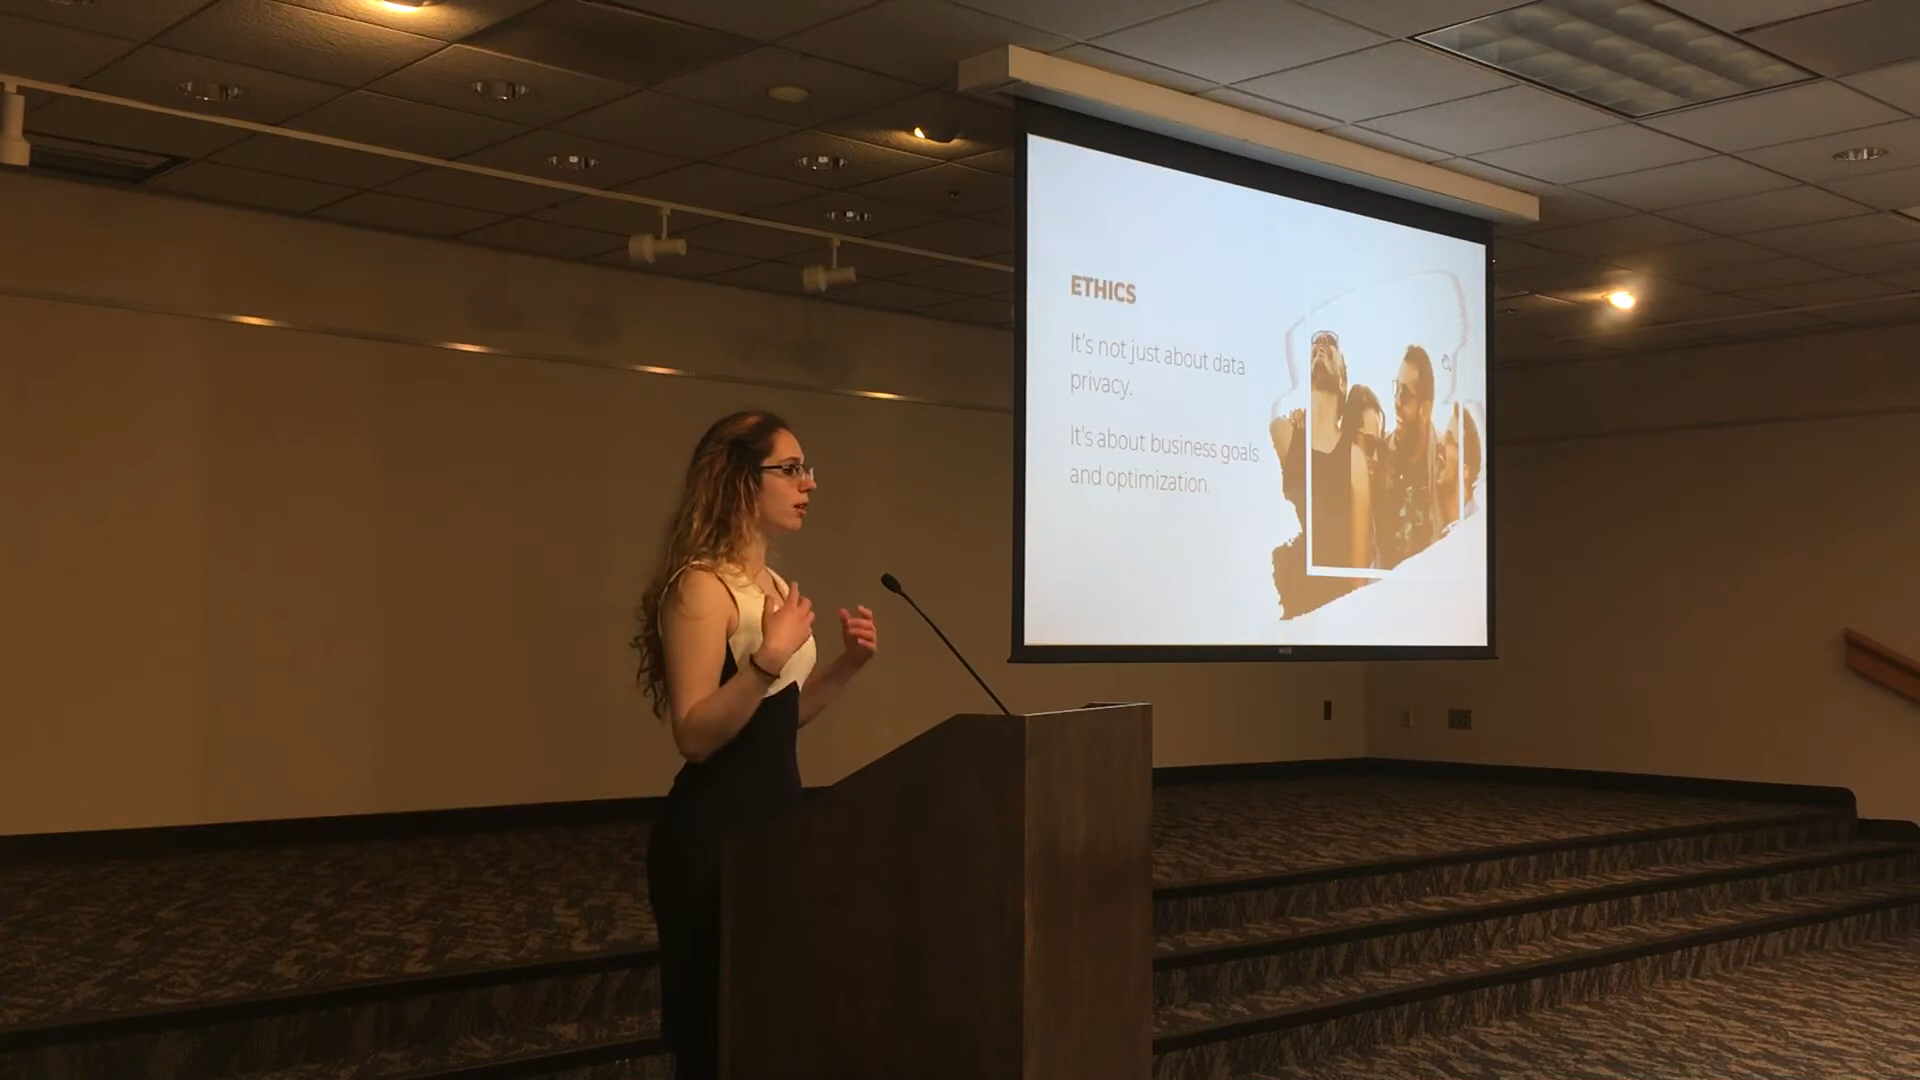 ETHICS
It's not just about data
privacy.
It's about business goals
and optimization.